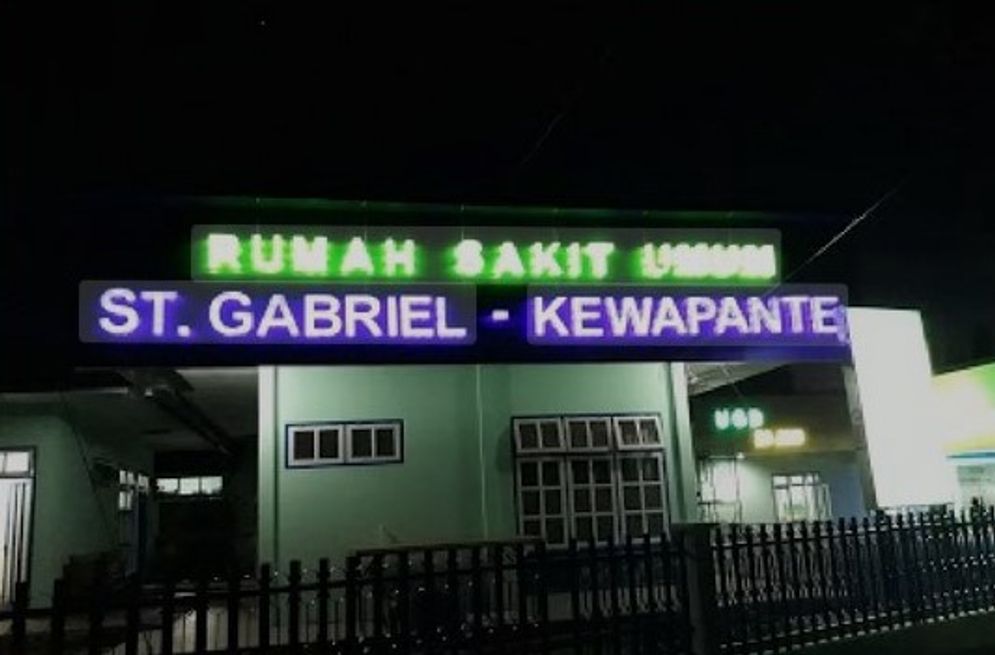 RUMAH SAKIT UMUM
ST. GABRIEL - KEWAPANTE
UGD